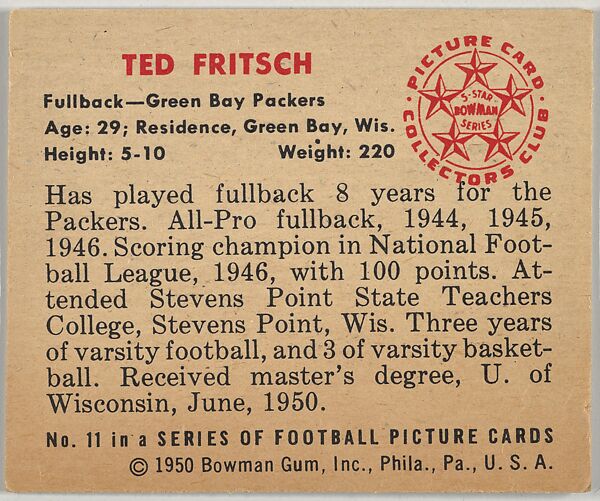 TED FRITSCH
Fullback—Green Bay Packers
Age: 29; Residence, Green Bay, Wis.
Height: 5-10 Weight: 220
PICTURE CARD
5-STAR
BOWMAN
SERIES
COLLECTORS CLUB
Has played fullback 8 years for the
Packers. All-Pro fullback, 1944, 1945,
1946. Scoring champion in National Foot-
ball League, 1946, with 100 points. At-
tended Stevens Point State Teachers
College, Stevens Point, Wis. Three years
of varsity football, and 3 of varsity basket-
ball. Received master's degree, U. of
Wisconsin, June, 1950.
No. 11 in a SERIES OF FOOTBALL PICTURE CARDS
© 1950 Bowman Gum, Inc., Phila., Pa., U. S. A.